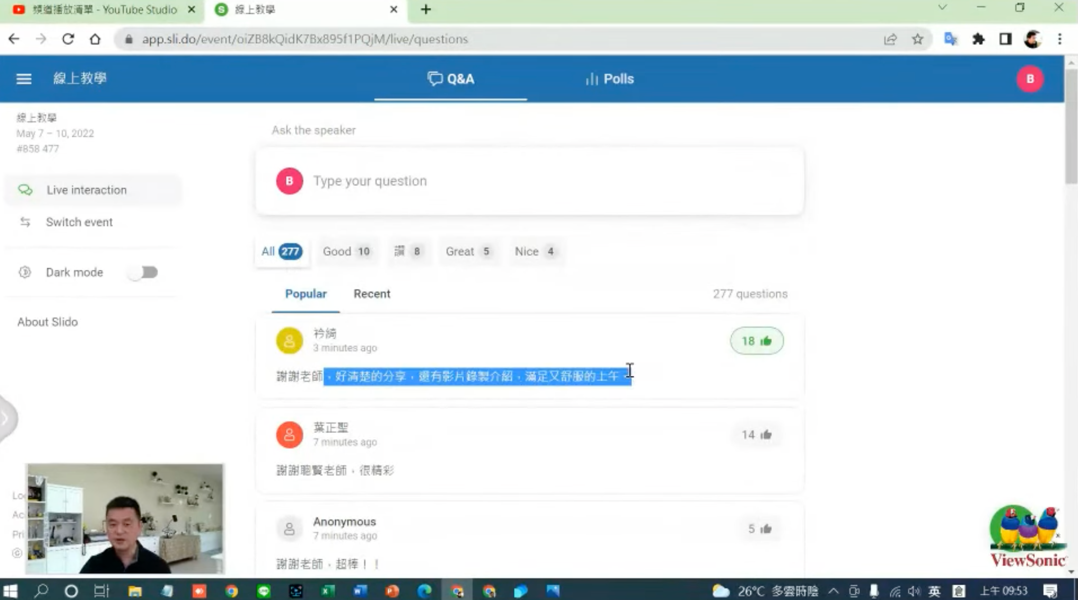 頻道播放清單 - YouTube Studio
線上教學
app.sli.do/event/oiZB8kQidK7Bx895f1PQjM/live/questions
線上教學
Q&A
Polls
B
線上教學
May 7 – 10, 2022
#858 477
Live interaction
Switch event
Dark mode
About Slido
Ask the speaker
B
Type your question
All 277
Good 10
讚 8
Great 5
Nice 4
Popular
Recent
277 questions
衿綺
3 minutes ago
18
謝謝老師，好清楚的分享，還有影片錄製介紹，滿足又舒服的上午。
葉正聖
7 minutes ago
14
謝謝聰賢老師，很精彩
Anonymous
7 minutes ago
5
謝謝老師，超棒！！
ViewSonic
26°C 多雲時陰
英
上午 09:53